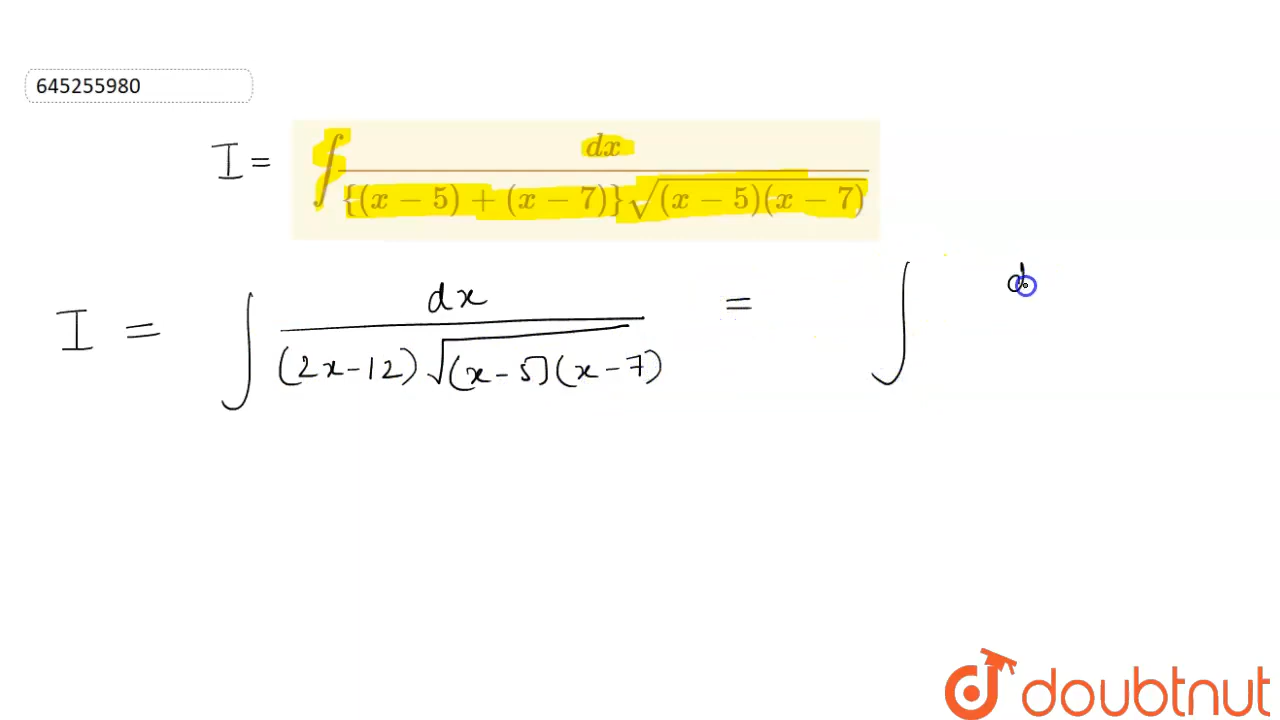 645255980
I = ∫ dx / {(x − 5) + (x − 7)}√(x − 5)(x − 7)
I = ∫ dx / (2x−12)√(x−5)(x−7) = ∫ d
doubtnut